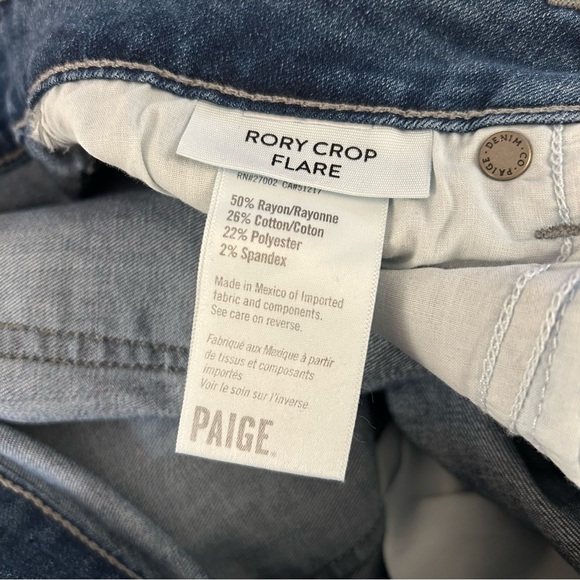 RORY CROP
FLARE
RN#27002 CA#51217
50% Rayon/Rayonne
26% Cotton/Coton
22% Polyester
2% Spandex
Made in Mexico of Imported
fabric and components.
See care on reverse.
Fabriqué aux Mexique à partir
de tissus et composants
importés
Voir le soin sur l'inverse
PAIGE
DENIM·CO·PAIGE·